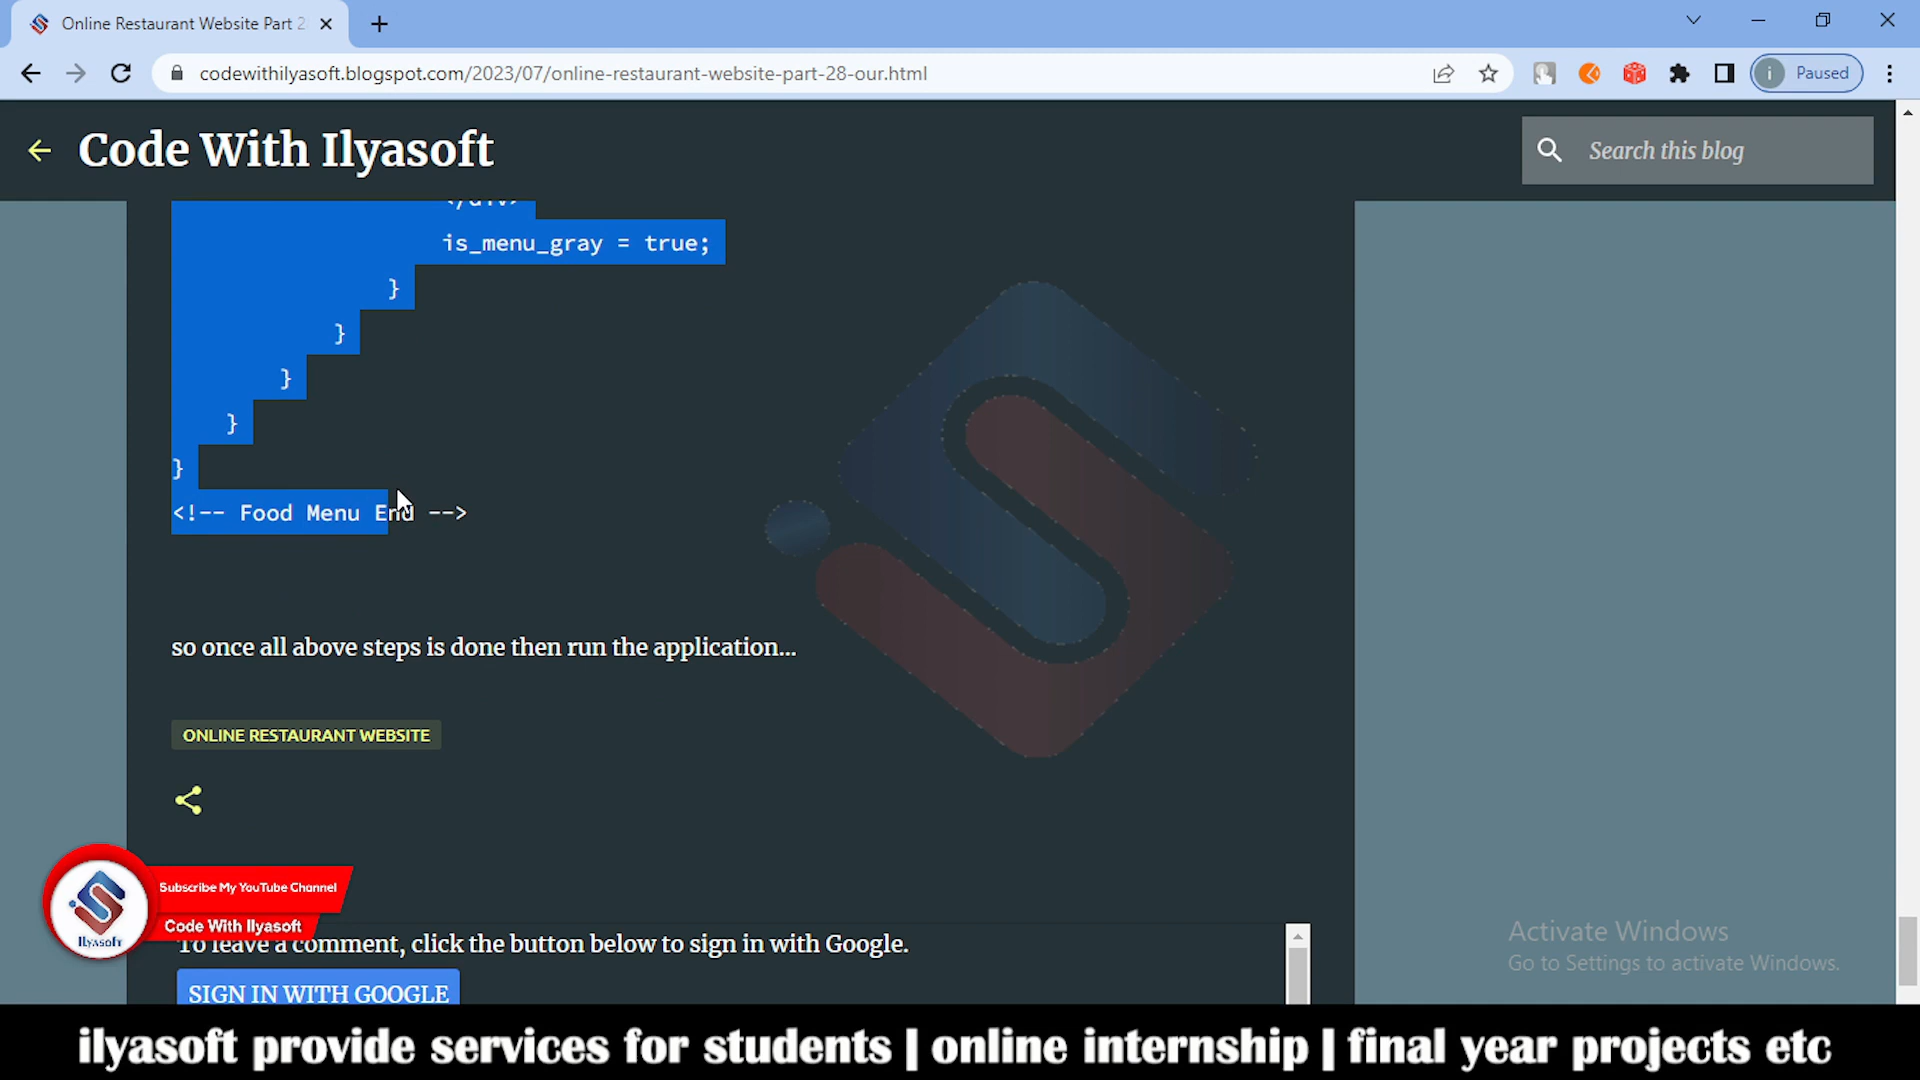 Online Restaurant Website Part 2
codewithilyasoft.blogspot.com/2023/07/online-restaurant-website-part-28-our.html
i Paused
Code With Ilyasoft
Search this blog
</div>
is_menu_gray = true;
}
}
}
}
}
<!-- Food Menu End -->
so once all above steps is done then run the application...
ONLINE RESTAURANT WEBSITE
Subscribe My YouTube Channel
Code With Ilyasoft
Ilyasoft
To leave a comment, click the button below to sign in with Google.
SIGN IN WITH GOOGLE
Activate Windows
Go to Settings to activate Windows.
ilyasoft provide services for students | online internship | final year projects etc